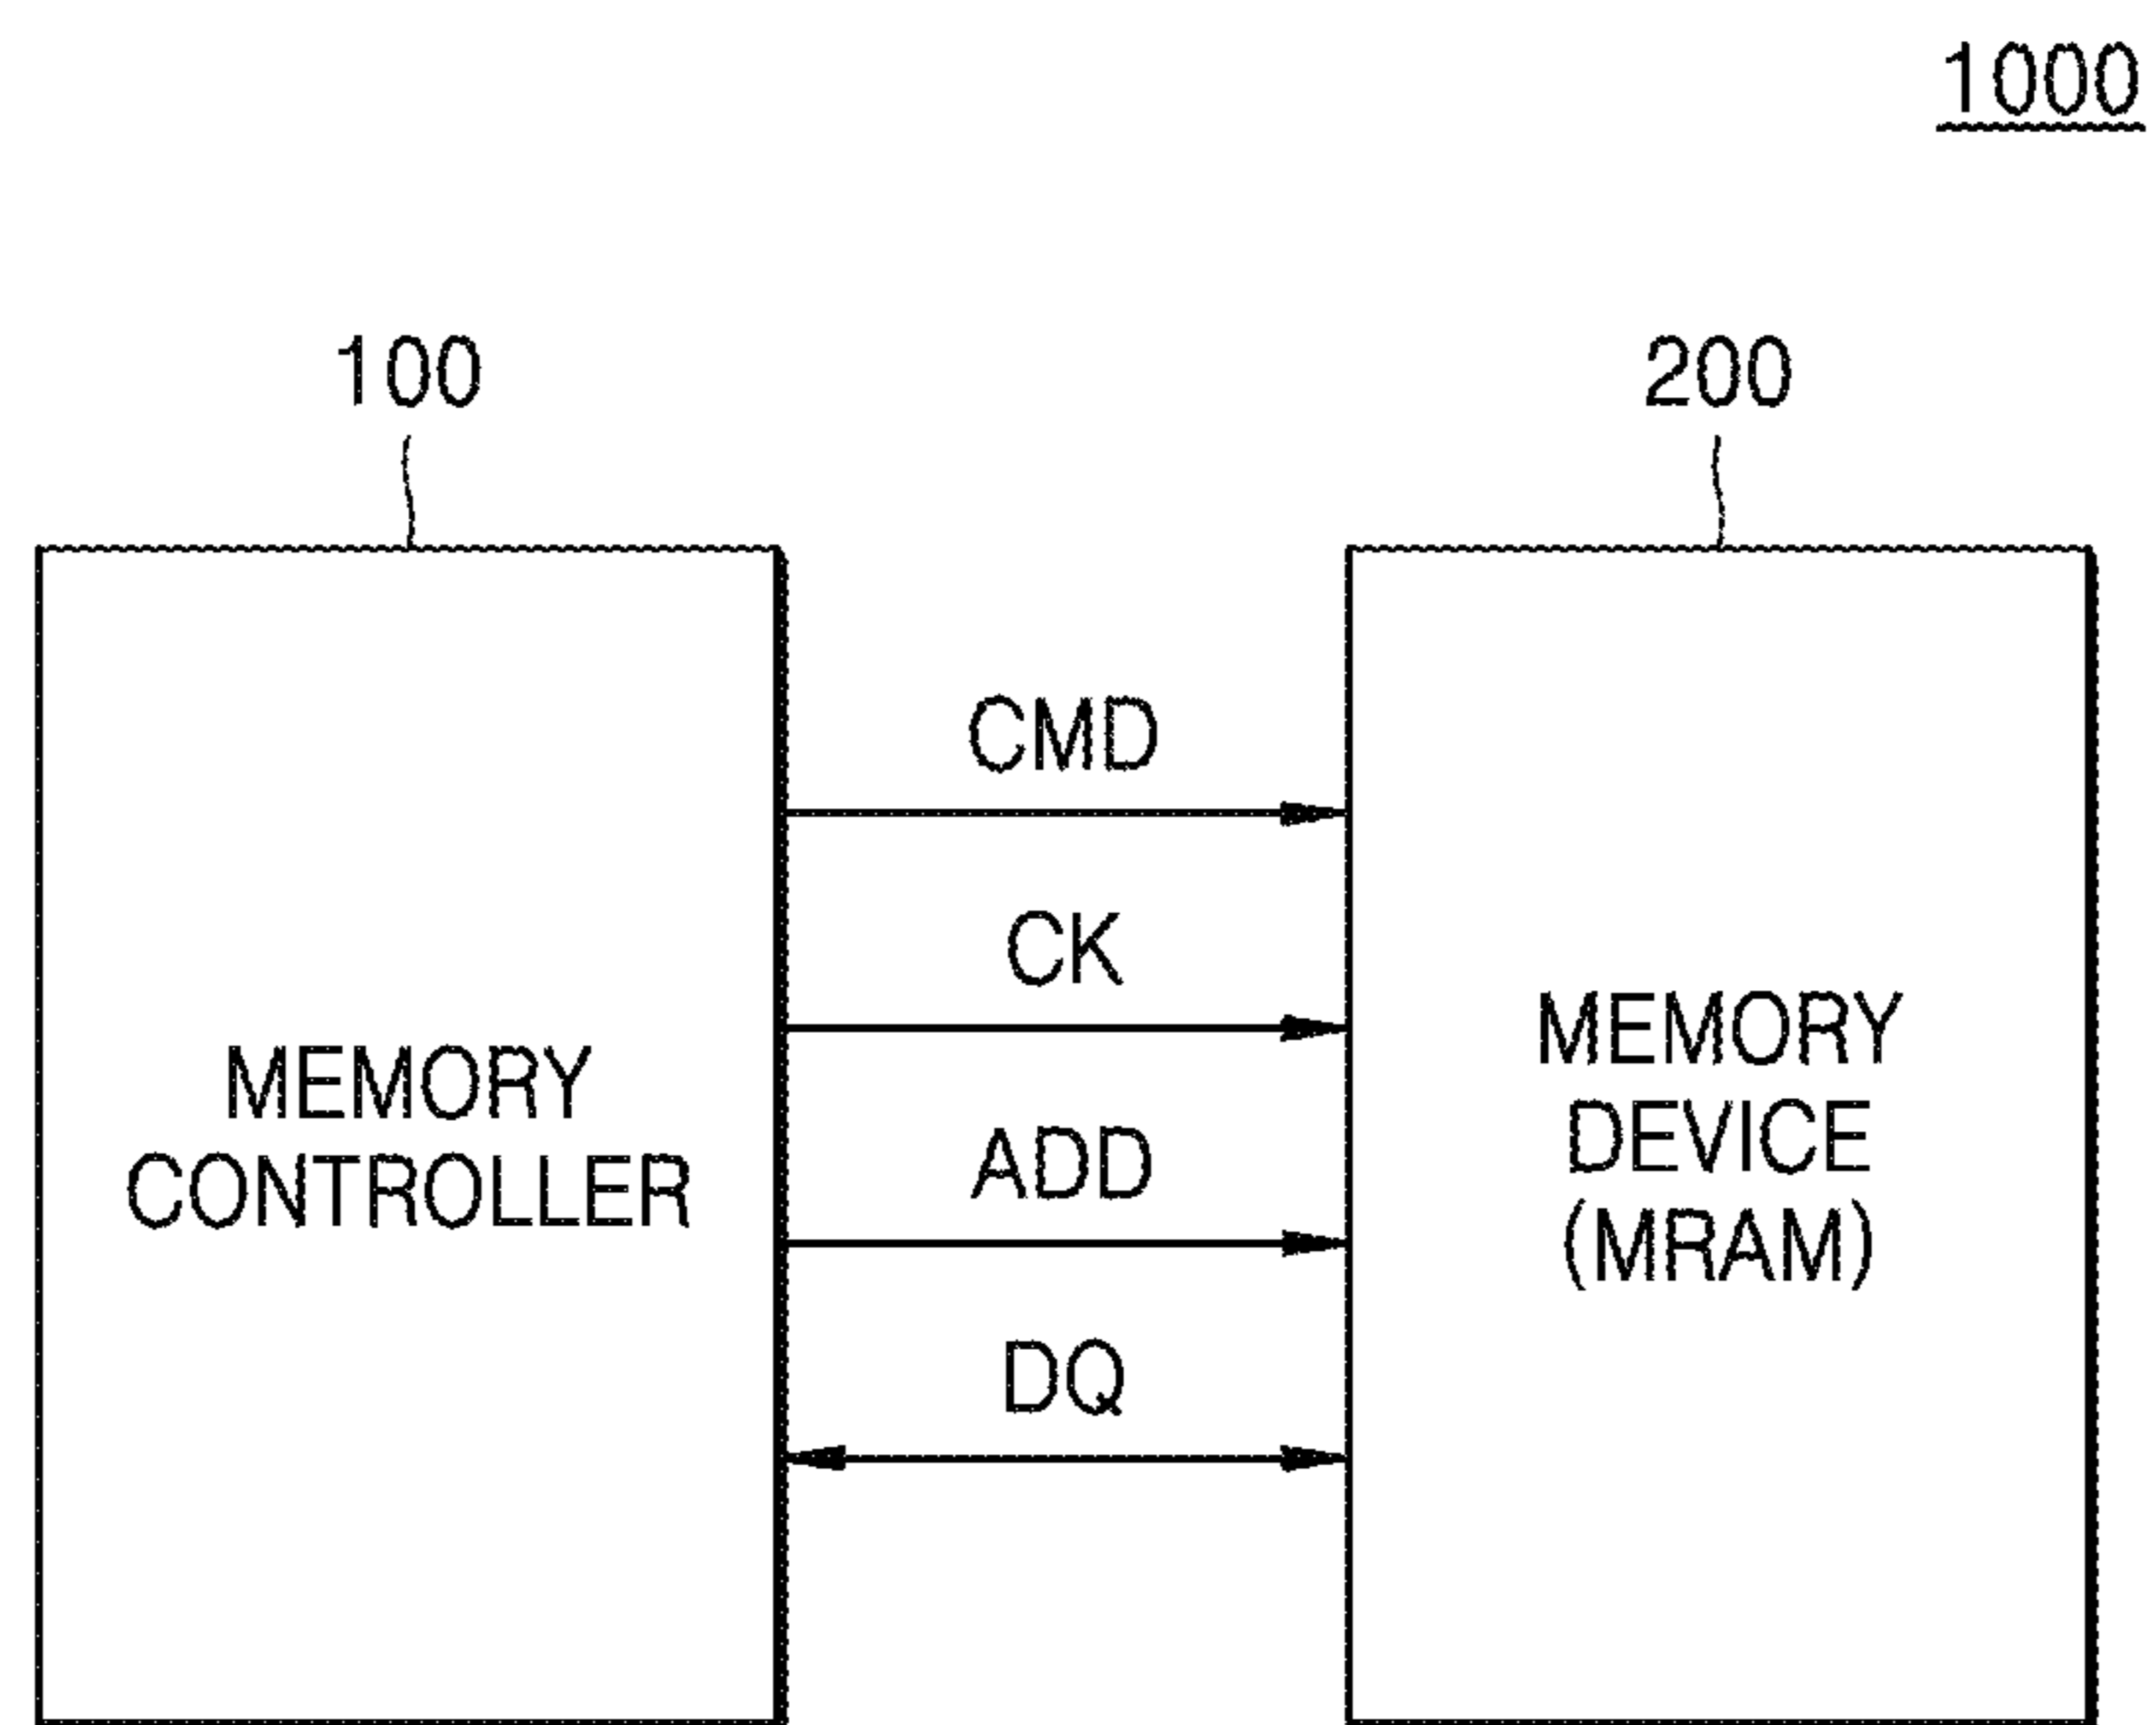 1000
100
200
CMD
CK
ADD
DQ
MEMORY
CONTROLLER
MEMORY
DEVICE
(MRAM)